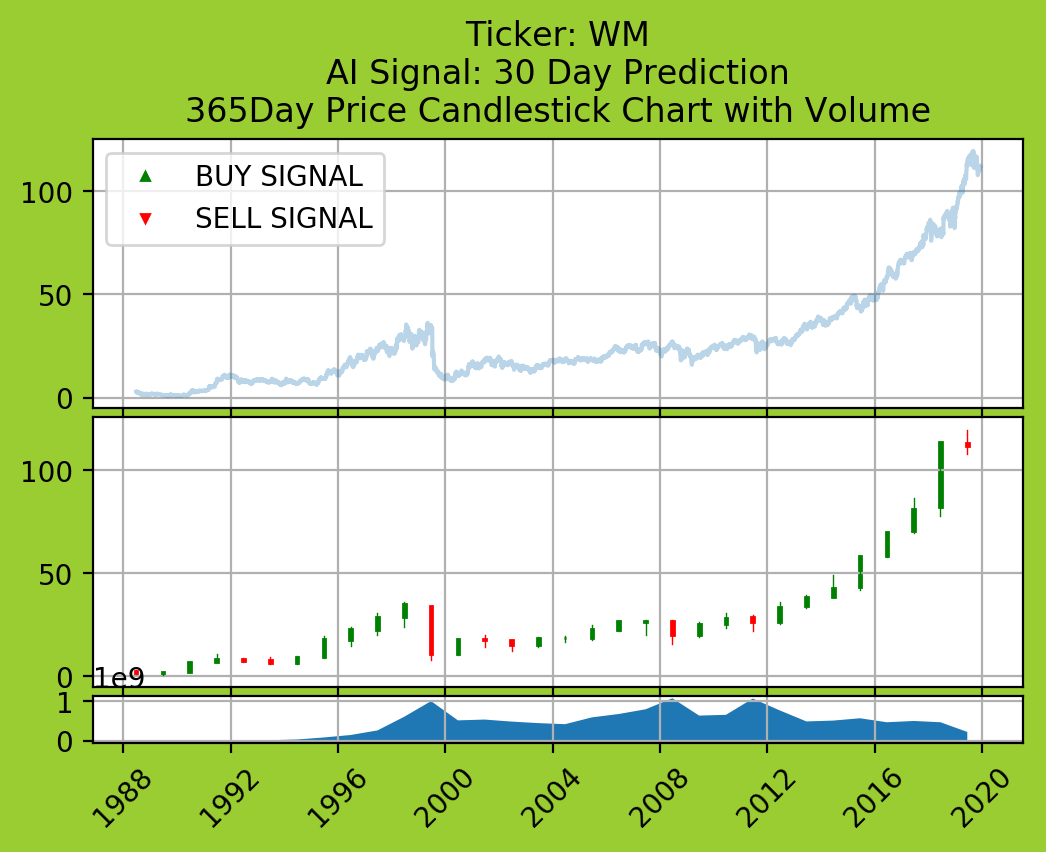 Ticker: WM
AI Signal: 30 Day Prediction
365Day Price Candlestick Chart with Volume
BUY SIGNAL
SELL SIGNAL
100
50
0
100
50
0
1e9
1
0
1988
1992
1996
2000
2004
2008
2012
2016
2020